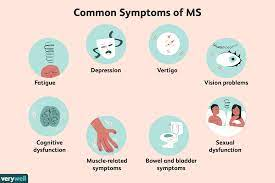 Common Symptoms of MS
Fatigue
Depression
Vertigo
Vision problems
Cognitive
dysfunction
Muscle-related
symptoms
Bowel and bladder
symptoms
Sexual
dysfunction
verywell